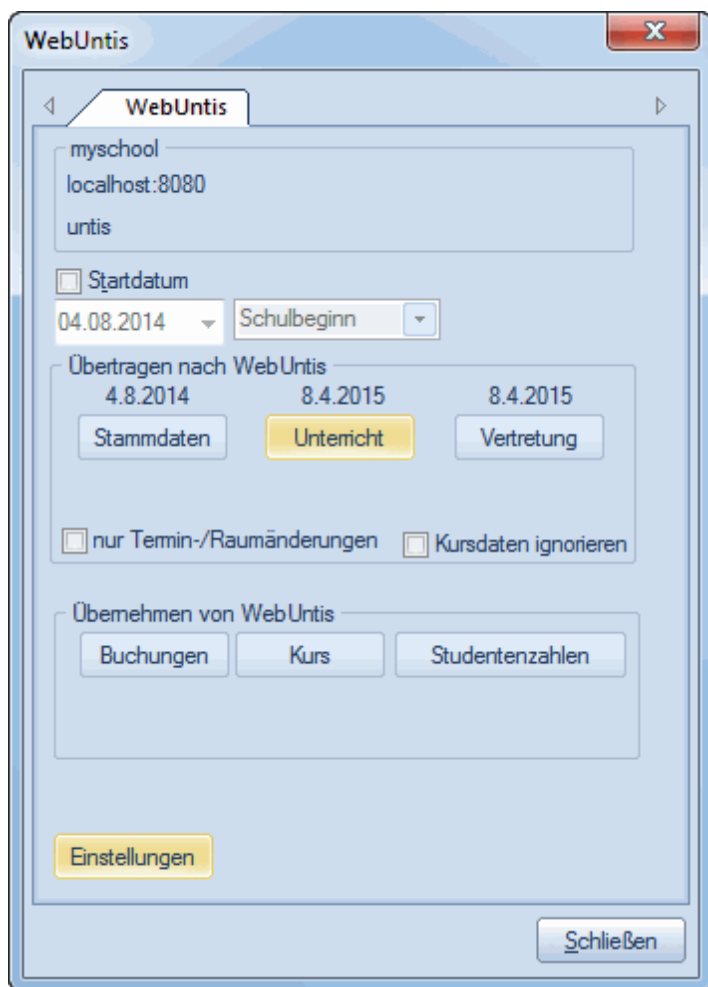 WebUntis
WebUntis
myschool
localhost:8080
untis
Startdatum
04.08.2014 Schulbeginn
Übertragen nach WebUntis
4.8.2014 8.4.2015 8.4.2015
Stammdaten Unterricht Vertretung
nur Termin-/Raumänderungen Kursdaten ignorieren
Übernehmen von WebUntis
Buchungen Kurs Studentenzahlen
Einstellungen
Schließen